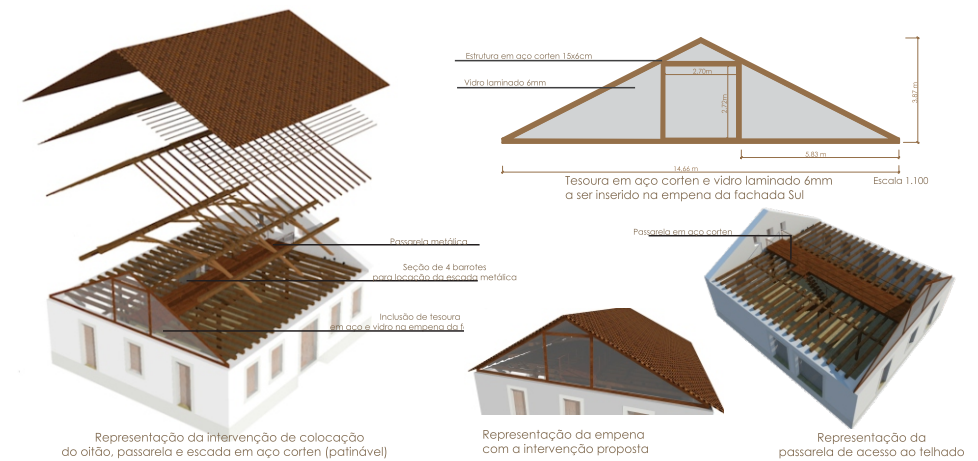 Estrutura em aço corten 15x6cm
Vidro laminado 6mm
2,70m
2,72m
3,87 m
5,83 m
14,66 m
Tesoura em aço corten e vidro laminado 6mm
a ser inserido na empena da fachada Sul
Escala 1.100
Passarela metálica
Seção de 4 barrotes
para locação da escada metálica
Inclusão de tesoura
em aço e vidro na empena da f
Passarela em aço corten
Representação da intervenção de colocação
do oitão, passarela e escada em aço corten (patinável)
Representação da empena
com a intervenção proposta
Representação da
passarela de acesso ao telhado